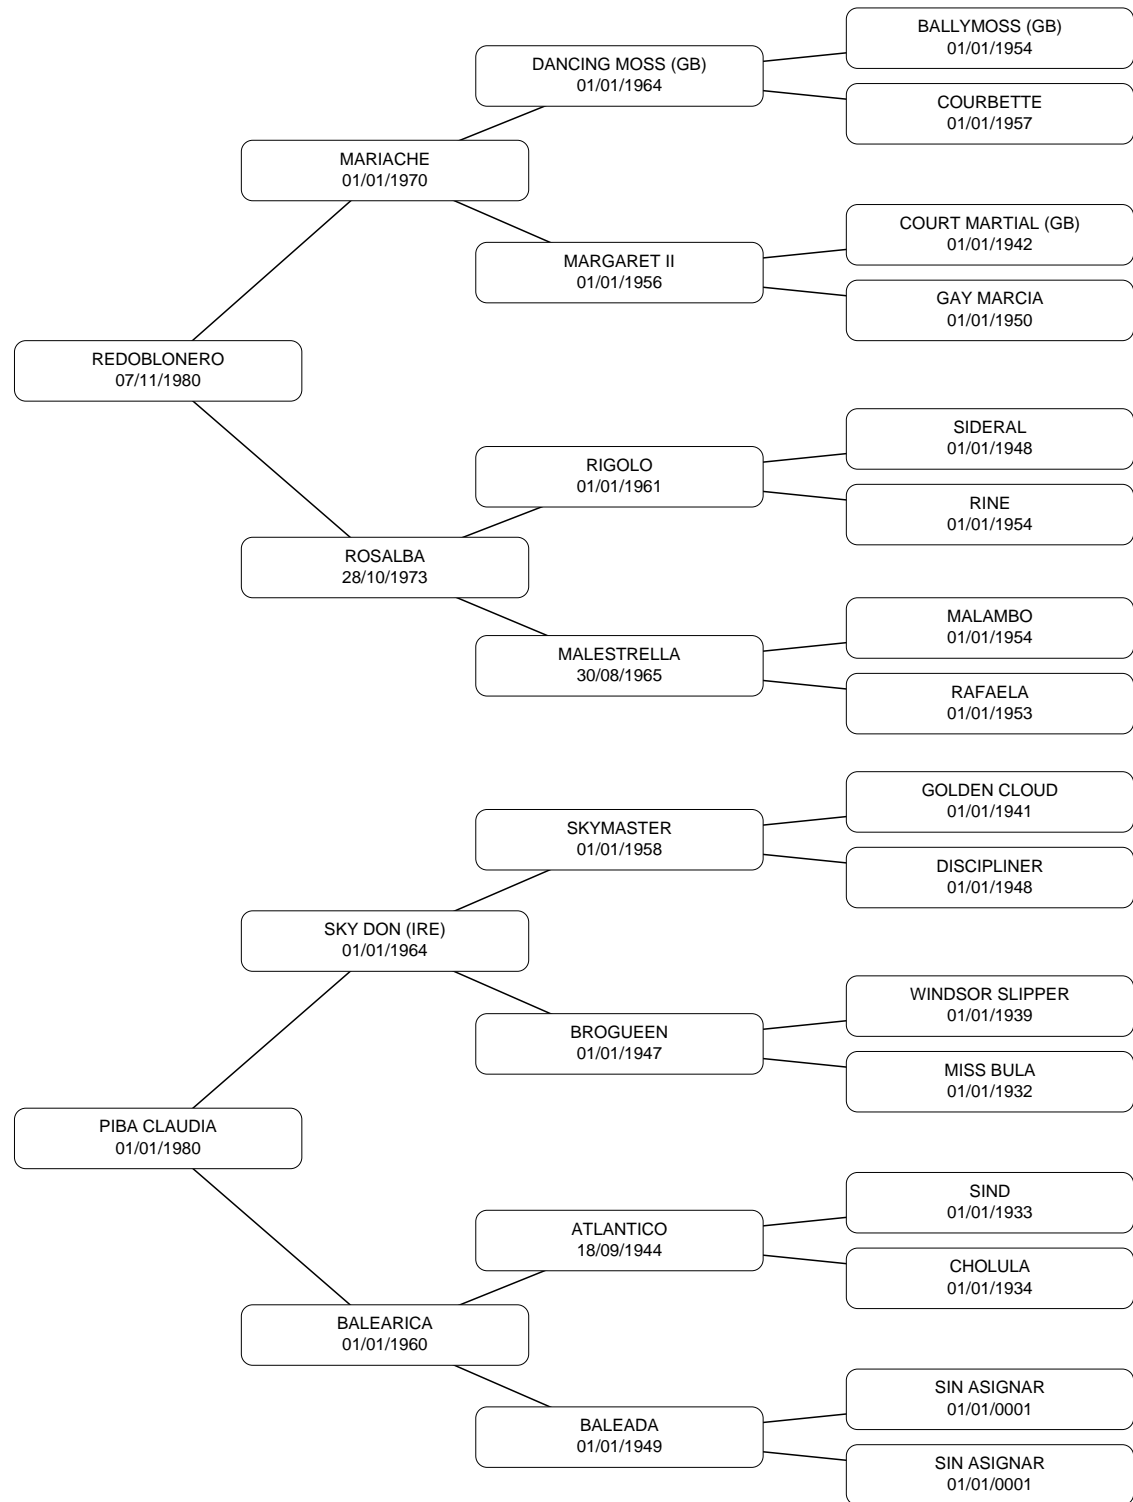 BALLYMOSS (GB)
01/01/1954
DANCING MOSS (GB)
01/01/1964
COURBETTE
01/01/1957
MARIACHE
01/01/1970
COURT MARTIAL (GB)
01/01/1942
MARGARET II
01/01/1956
GAY MARCIA
01/01/1950
REDOBLONERO
07/11/1980
SIDERAL
01/01/1948
RIGOLO
01/01/1961
RINE
01/01/1954
ROSALBA
28/10/1973
MALAMBO
01/01/1954
MALESTRELLA
30/08/1965
RAFAELA
01/01/1953
GOLDEN CLOUD
01/01/1941
SKYMASTER
01/01/1958
DISCIPLINER
01/01/1948
SKY DON (IRE)
01/01/1964
WINDSOR SLIPPER
01/01/1939
BROGUEEN
01/01/1947
MISS BULA
01/01/1932
PIBA CLAUDIA
01/01/1980
SIND
01/01/1933
ATLANTICO
18/09/1944
CHOLULA
01/01/1934
BALEARICA
01/01/1960
SIN ASIGNAR
01/01/0001
BALEADA
01/01/1949
SIN ASIGNAR
01/01/0001